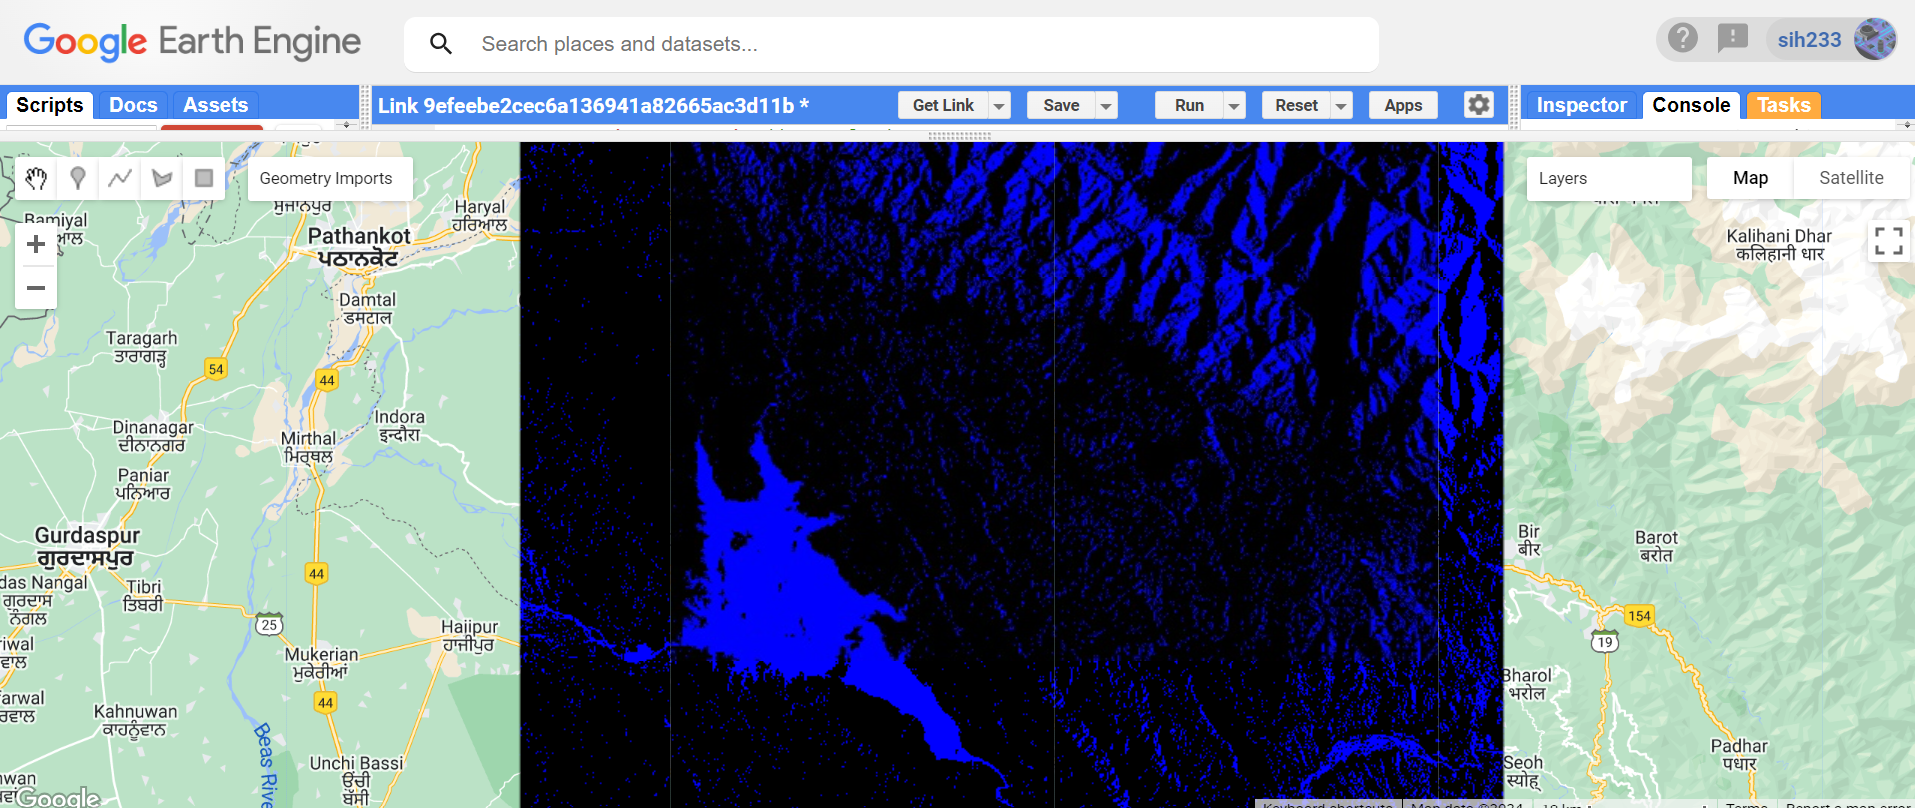 Google Earth Engine
Search places and datasets...
sih233
Scripts
Docs
Assets
Link 9efeebe2cec6a136941a82665ac3d11b *
Get Link
Save
Run
Reset
Apps
Inspector
Console
Tasks
Geometry Imports
Layers
Map
Satellite
ਸੁਜਾਨਪੁਰ
Bamiyal
ਆਲ
Haryal
ਹਰਿਆਲ
Pathankot
ਪਠਾਨਕੋਟ
Kalihani Dhar
कलिहानी धार
Damtal
ਡਮਟਾਲ
Taragarh
ਤਾਰਾਗੜ੍ਹ
54
44
Indora
इन्दौरा
Dinanagar
ਦੀਨਾਨਗਰ
Mirthal
ਮਿਰਥਲ
Paniar
ਪਨਿਆਰ
Gurdaspur
ਗੁਰਦਾਸਪੁਰ
Bir
बीर
Barot
बरोत
44
das Nangal
ਗੁਰਦਾਸ
ਨੰਗਲ
Tibri
ਤਿਬਰੀ
25
154
19
Hajipur
ਹਾਜੀਪੁਰ
riwal
ਵਾਲ
Mukerian
ਮੁਕੇਰੀਆਂ
Bharol
भरोल
44
arwal
ਰਵਾਲ
Kahnuwan
ਕਾਹਨੂੰਵਾਨ
Beas Rive
Padhar
पधार
Unchi Bassi
ਉੱਚੀ
ਬੱਸੀ
Seoh
स्योह्
wan
ਵਾਂ
Google
Keyboard shortcuts
Map data ©2024
10 km
Terms
Report a map error